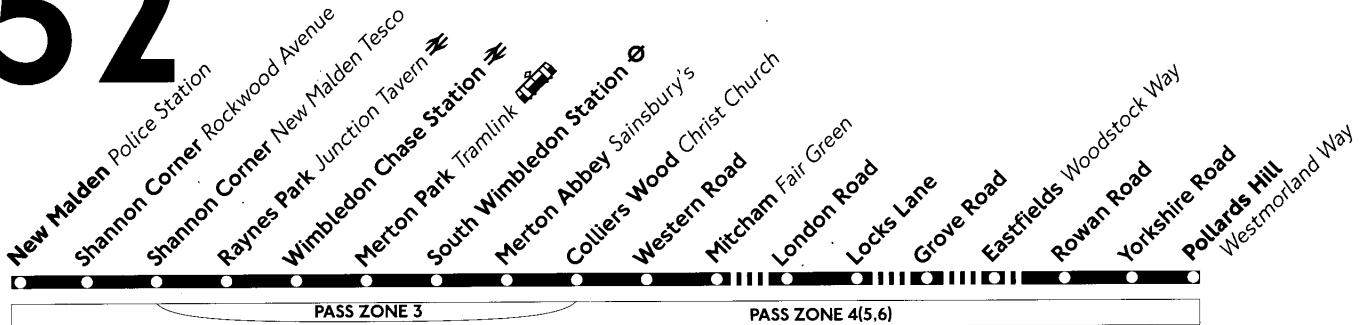 52
New Malden Police Station
Shannon Corner Rockwood Avenue
Shannon Corner New Malden Tesco
Raynes Park Junction Tavern
Wimbledon Chase Station
Merton Park Tramlink
South Wimbledon Station
Merton Abbey Sainsbury's
Colliers Wood Christ Church
Western Road
Mitcham Fair Green
London Road
Locks Lane
Grove Road
Eastfields Woodstock Way
Rowan Road
Yorkshire Road
Pollards Hill
Westmorland Way
PASS ZONE 3
PASS ZONE 4(5,6)